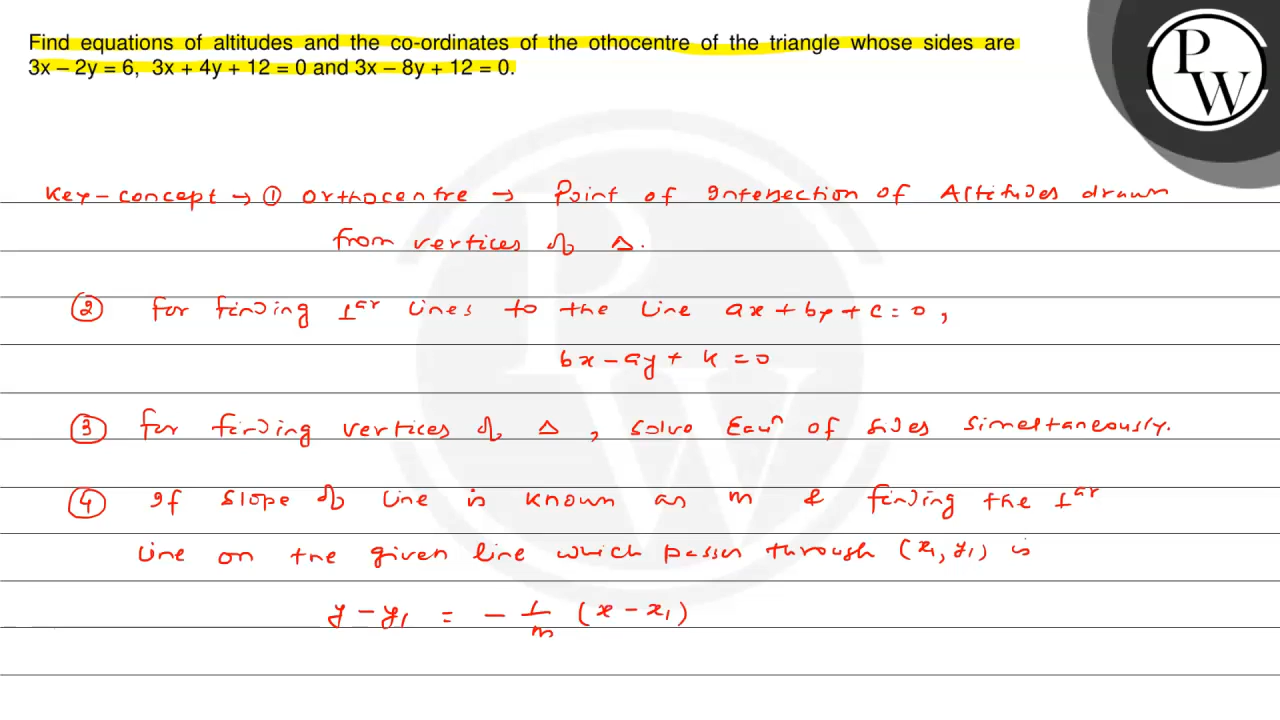 Find equations of altitudes and the co-ordinates of the othocentre of the triangle whose sides are
3x – 2y = 6, 3x + 4y + 12 = 0 and 3x – 8y + 12 = 0.
P
W
Key-concept → ① orthocentre → Point of Intersection of Altitudes drawn
from vertices of Δ.
② for finding ⊥ar lines to the line ax + by + c = 0,
bx - ay + k = 0
③ for finding vertices of Δ, solve Equn of sides simultaneously.
④ If slope of line is known as m & finding the ⊥ar
line on the given line which passes through (x₁, y₁) is
y - y₁ = - 1/m (x - x₁)